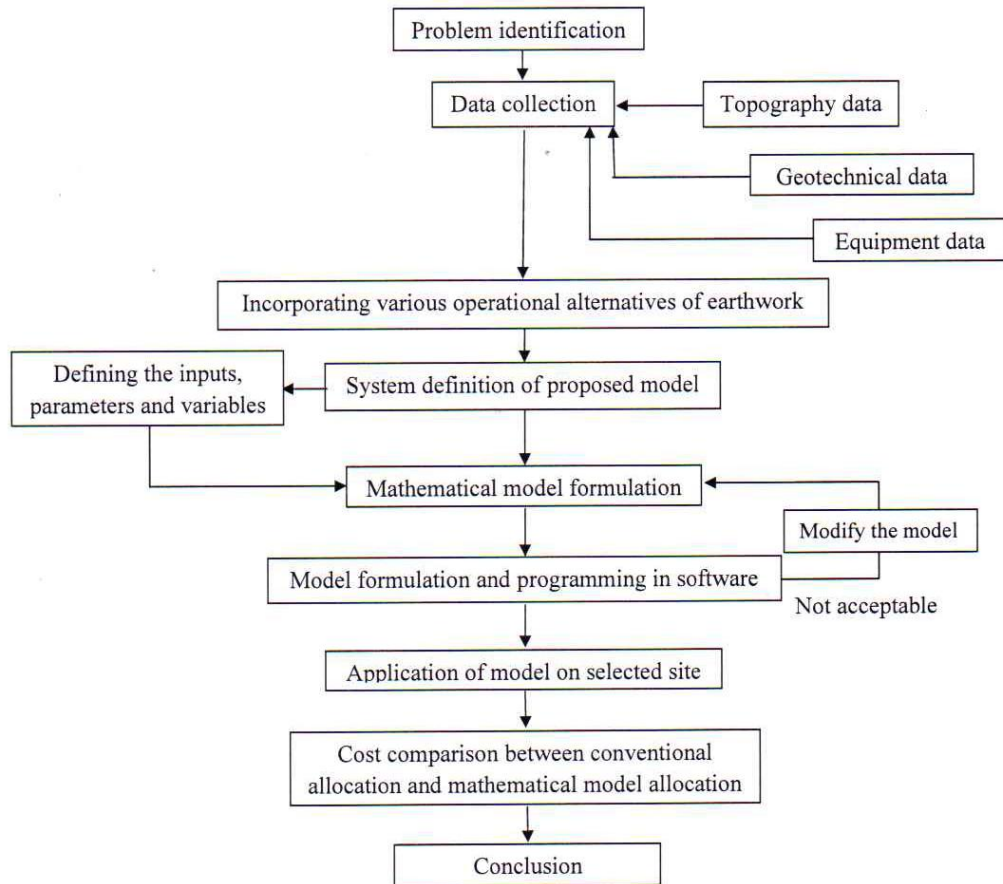 Problem identification
Data collection
Topography data
Geotechnical data
Equipment data
Incorporating various operational alternatives of earthwork
Defining the inputs,
parameters and variables
System definition of proposed model
Mathematical model formulation
Modify the model
Model formulation and programming in software
Not acceptable
Application of model on selected site
Cost comparison between conventional
allocation and mathematical model allocation
Conclusion